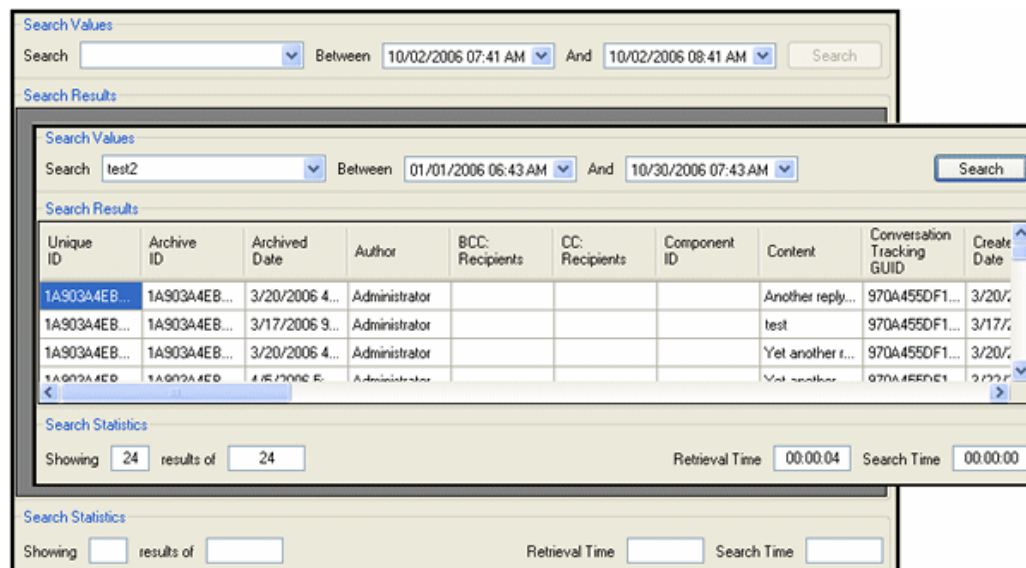 Search Values
Search Between 10/02/2006 07:41 AM And 10/02/2006 08:41 AM Search
Search Results
Search Values
Search test2 Between 01/01/2006 06:43 AM And 10/30/2006 07:43 AM Search
Search Results
Unique ID Archive ID Archived Date Author BCC: Recipients CC: Recipients Component ID Content Conversation Tracking GUID Create Date
1A903A4EB... 1A903A4EB... 3/20/2006 4... Administrator Another reply... 970A455DF1... 3/20/2
1A903A4EB... 1A903A4EB... 3/17/2006 9... Administrator test 970A455DF1... 3/17/2
1A903A4EB... 1A903A4EB... 3/20/2006 4... Administrator Yet another r... 970A455DF1... 3/20/2
Administrator Yet another
Search Statistics
Showing 24 results of 24 Retrieval Time 00:00:04 Search Time 00:00:00
Search Statistics
Showing results of Retrieval Time Search Time